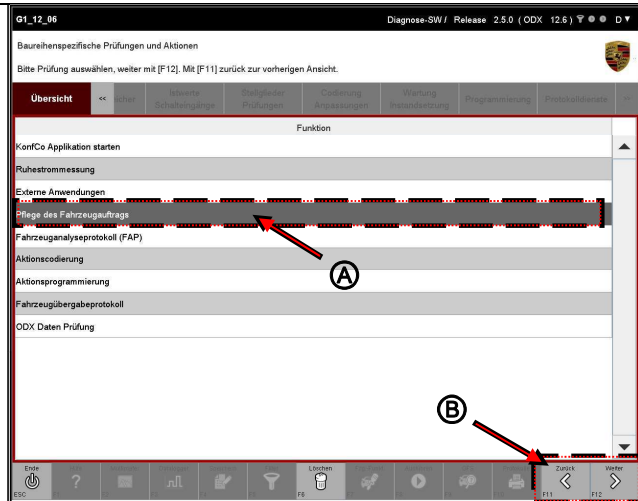 G1_12_06
Diagnose-SW / Release 2.5.0 ( ODX 12.6 ) D
Baureihenspezifische Prüfungen und Aktionen
Bitte Prüfung auswählen, weiter mit [F12]. Mit [F11] zurück zur vorherigen Ansicht.
Übersicht << Istwerte Schalteingänge Stellglieder Prüfungen Codierung Anpassungen Wartung Instandsetzung Programmierung Protokolldienste
Funktion
KonfCo Applikation starten
Ruhestrommessung
Externe Anwendungen
Pflege des Fahrzeugauftrags
Fahrzeuganalyseprotokoll (FAP)
A
Aktionscodierung
Aktionsprogrammierung
Fahrzeugübergabeprotokoll
ODX Daten Prüfung
B
Ende Löschen Zurück Weiter
ESC F6 F11 F12